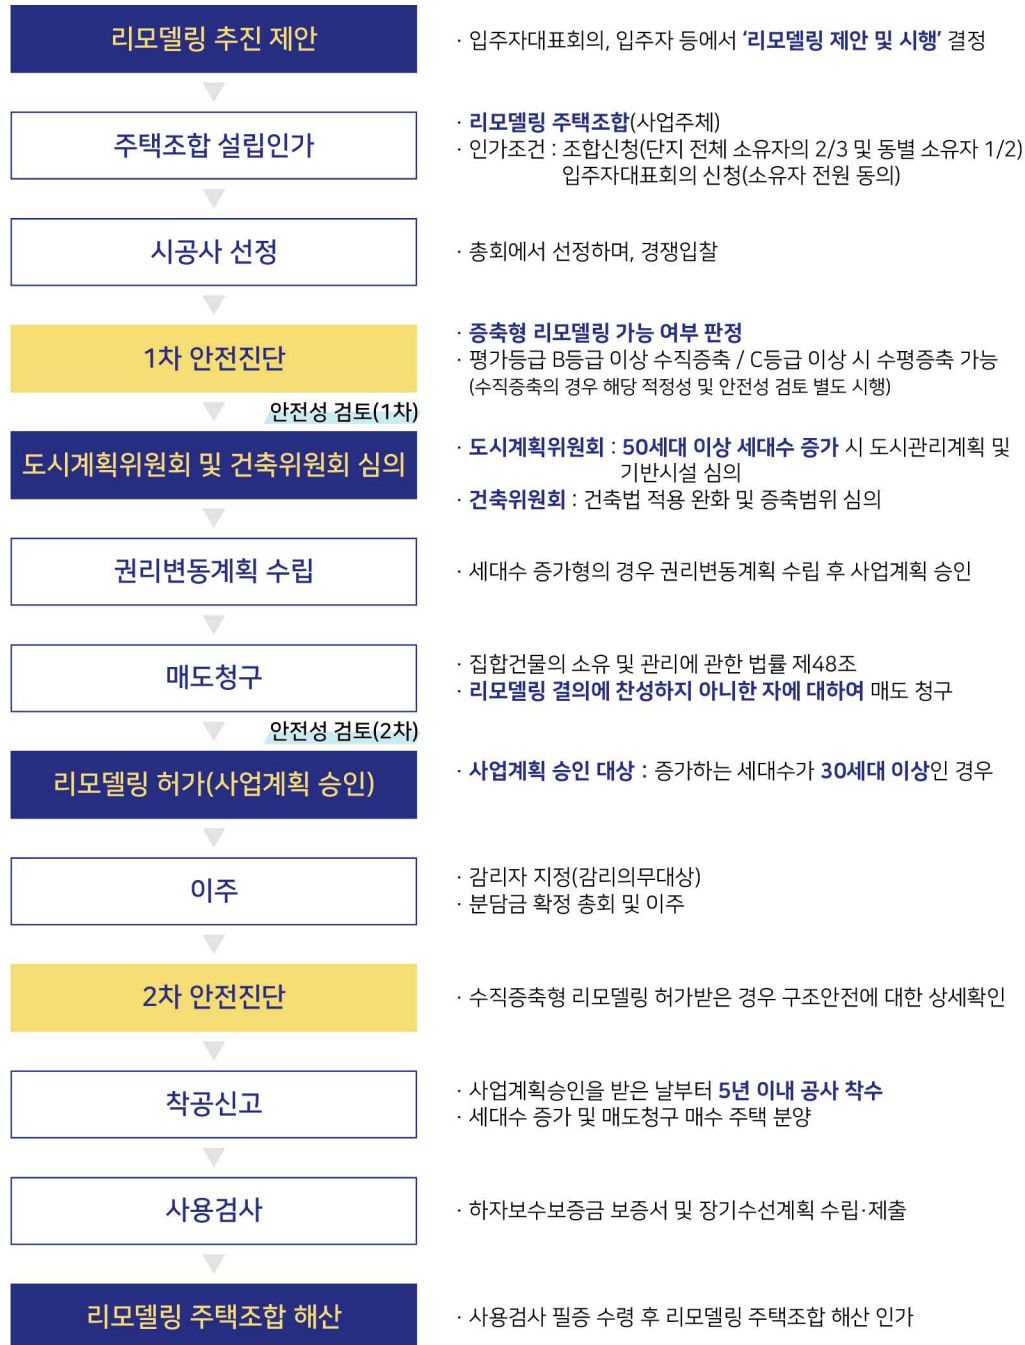 리모델링 추진 제안
· 입주자대표회의, 입주자 등에서 ‘리모델링 제안 및 시행’ 결정
주택조합 설립인가
· 리모델링 주택조합(사업주체)
· 인가조건 : 조합신청(단지 전체 소유자의 2/3 및 동별 소유자 1/2)
입주자대표회의 신청(소유자 전원 동의)
시공사 선정
· 총회에서 선정하며, 경쟁입찰
1차 안전진단
· 증축형 리모델링 가능 여부 판정
· 평가등급 B등급 이상 수직증축 / C등급 이상 시 수평증축 가능
(수직증축의 경우 해당 적정성 및 안전성 검토 별도 시행)
안전성 검토(1차)
도시계획위원회 및 건축위원회 심의
· 도시계획위원회 : 50세대 이상 세대수 증가 시 도시관리계획 및
기반시설 심의
· 건축위원회 : 건축법 적용 완화 및 증축범위 심의
권리변동계획 수립
· 세대수 증가형의 경우 권리변동계획 수립 후 사업계획 승인
매도청구
· 집합건물의 소유 및 관리에 관한 법률 제48조
· 리모델링 결의에 찬성하지 아니한 자에 대하여 매도 청구
안전성 검토(2차)
리모델링 허가(사업계획 승인)
· 사업계획 승인 대상 : 증가하는 세대수가 30세대 이상인 경우
이주
· 감리자 지정(감리의무대상)
· 분담금 확정 총회 및 이주
2차 안전진단
· 수직증축형 리모델링 허가받은 경우 구조안전에 대한 상세확인
착공신고
· 사업계획승인을 받은 날부터 5년 이내 공사 착수
· 세대수 증가 및 매도청구 매수 주택 분양
사용검사
· 하자보수보증금 보증서 및 장기수선계획 수립·제출
리모델링 주택조합 해산
· 사용검사 필증 수령 후 리모델링 주택조합 해산 인가